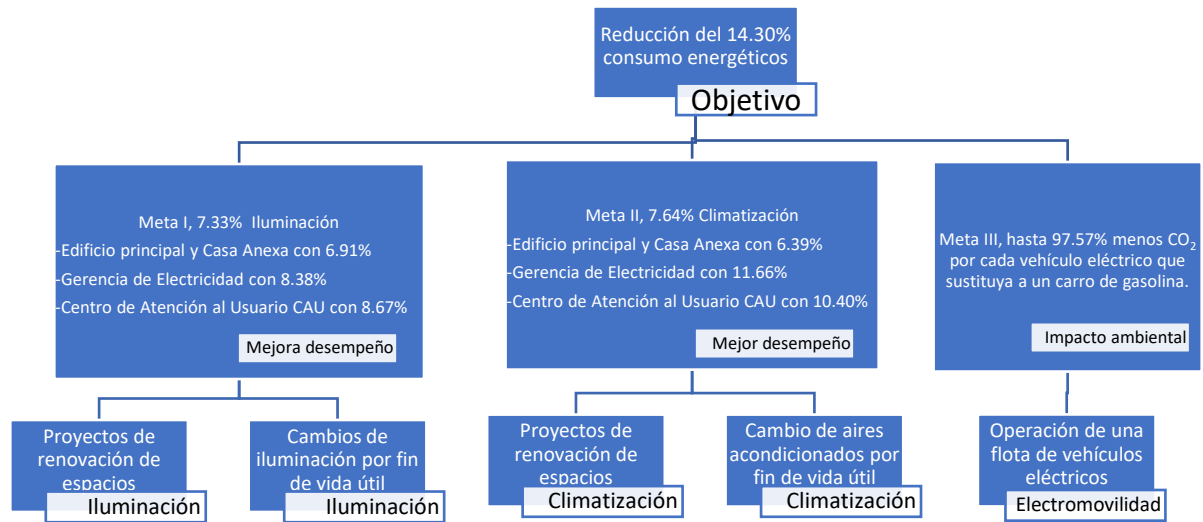 Reducción del 14.30%
consumo energéticos
Objetivo
Meta I, 7.33% Iluminación
-Edificio principal y Casa Anexa con 6.91%
-Gerencia de Electricidad con 8.38%
-Centro de Atención al Usuario CAU con 8.67%
Mejora desempeño
Meta II, 7.64% Climatización
-Edificio principal y Casa Anexa con 6.39%
-Gerencia de Electricidad con 11.66%
-Centro de Atención al Usuario CAU con 10.40%
Mejor desempeño
Meta III, hasta 97.57% menos CO₂
por cada vehículo eléctrico que
sustituya a un carro de gasolina.
Impacto ambiental
Proyectos de
renovación de
espacios
Iluminación
Cambios de
iluminación por fin
de vida útil
Iluminación
Proyectos de
renovación de
espacios
Climatización
Cambio de aires
acondicionados por
fin de vida útil
Climatización
Operación de una
flota de vehículos
eléctricos
Electromovilidad